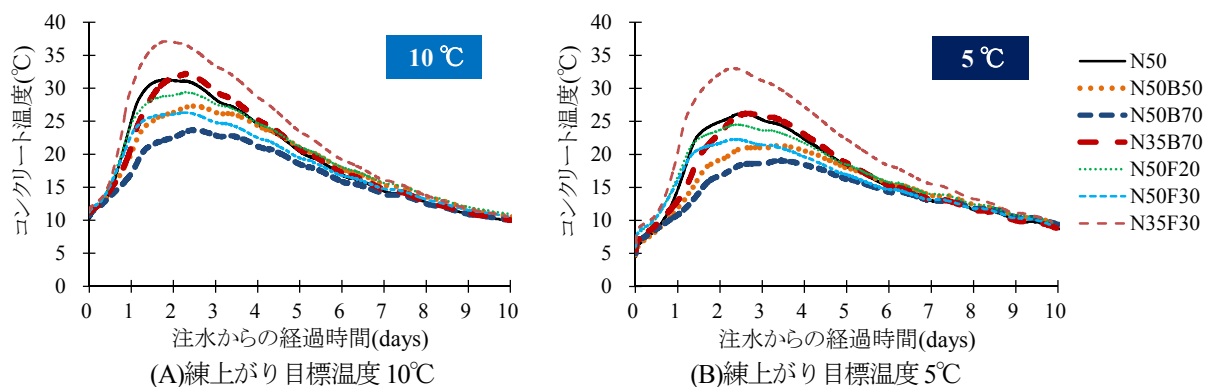 コンクリート温度(℃)
40
35
30
25
20
15
10
5
0
10 ℃
0 1 2 3 4 5 6 7 8 9 10
注水からの経過時間(days)
(A)練上がり目標温度 10℃
コンクリート温度(℃)
40
35
30
25
20
15
10
5
0
5 ℃
0 1 2 3 4 5 6 7 8 9 10
注水からの経過時間(days)
(B)練上がり目標温度 5℃
N50
N50B50
N50B70
N35B70
N50F20
N50F30
N35F30